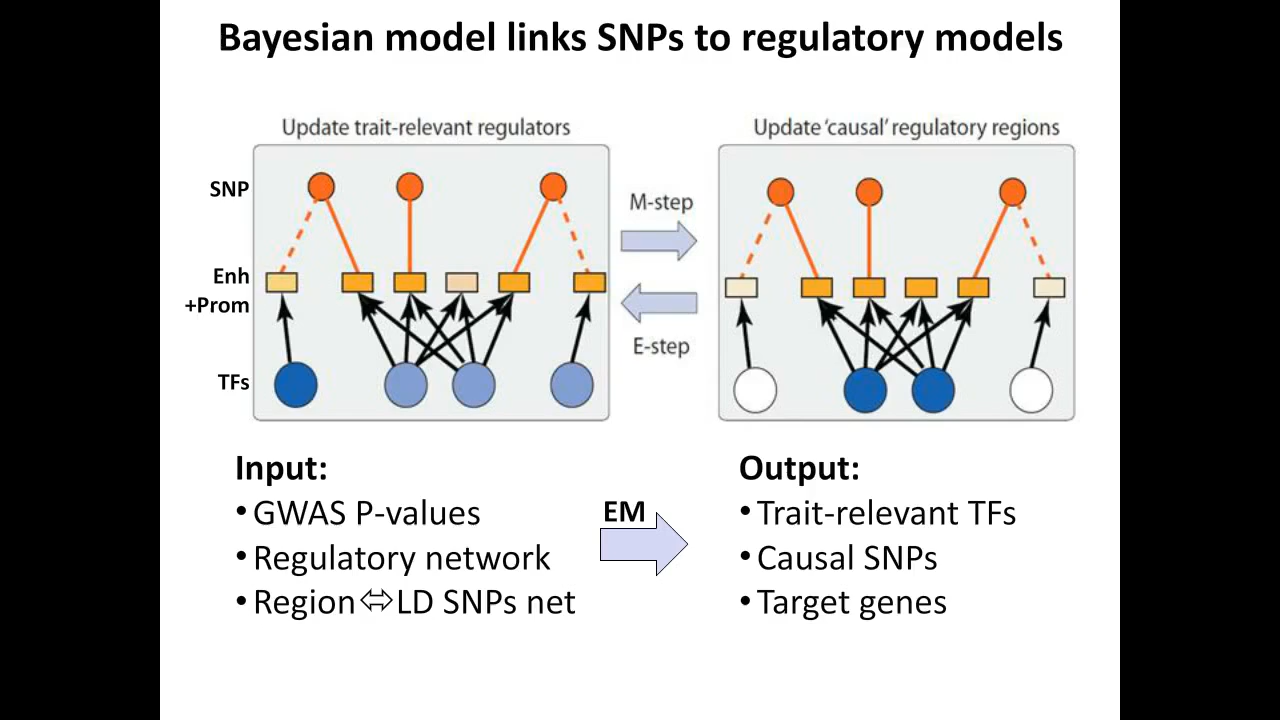 Bayesian model links SNPs to regulatory models
Update trait-relevant regulators
Update 'causal' regulatory regions
SNP
M-step
Enh
+Prom
E-step
TFs
Input:
• GWAS P-values
• Regulatory network
• Region⬄LD SNPs net
EM
Output:
• Trait-relevant TFs
• Causal SNPs
• Target genes